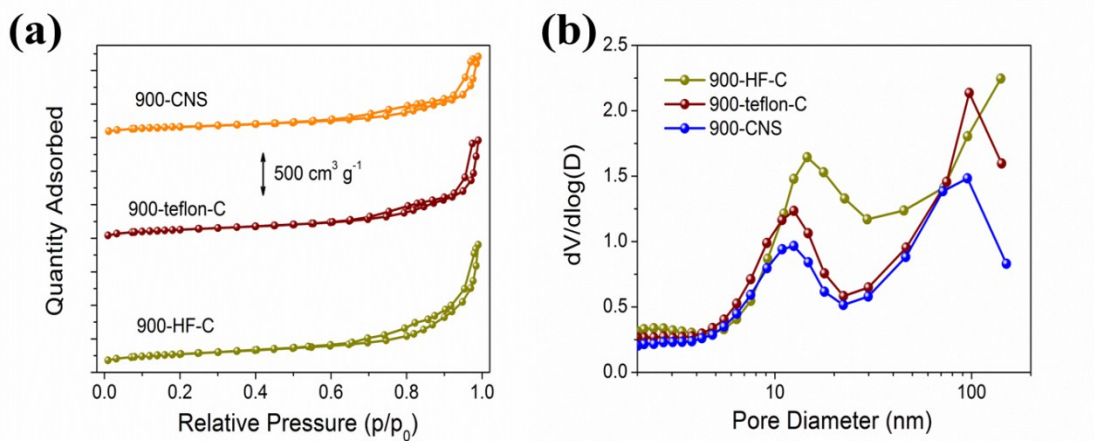 (a)
Quantity Adsorbed
900-CNS
500 cm³ g⁻¹
900-teflon-C
900-HF-C
0.0 0.2 0.4 0.6 0.8 1.0
Relative Pressure (p/p₀)
(b)
dV/dlog(D)
2.5
2.0
1.5
1.0
0.5
0.0
900-HF-C
900-teflon-C
900-CNS
10 100
Pore Diameter (nm)